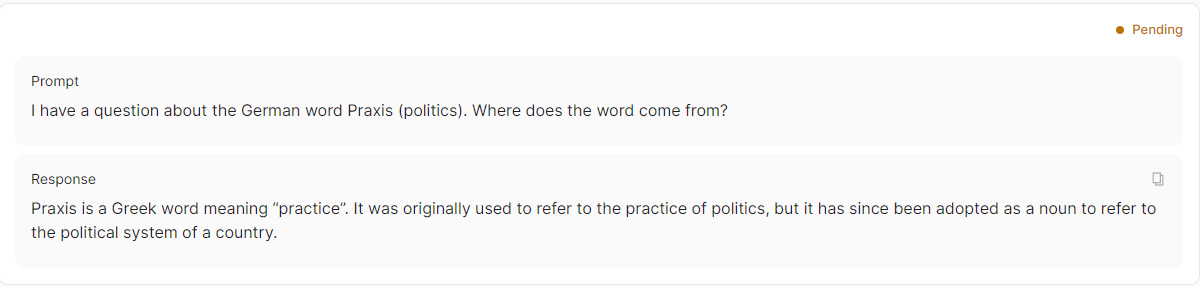 Pending
Prompt
I have a question about the German word Praxis (politics). Where does the word come from?
Response
Praxis is a Greek word meaning “practice”. It was originally used to refer to the practice of politics, but it has since been adopted as a noun to refer to
the political system of a country.